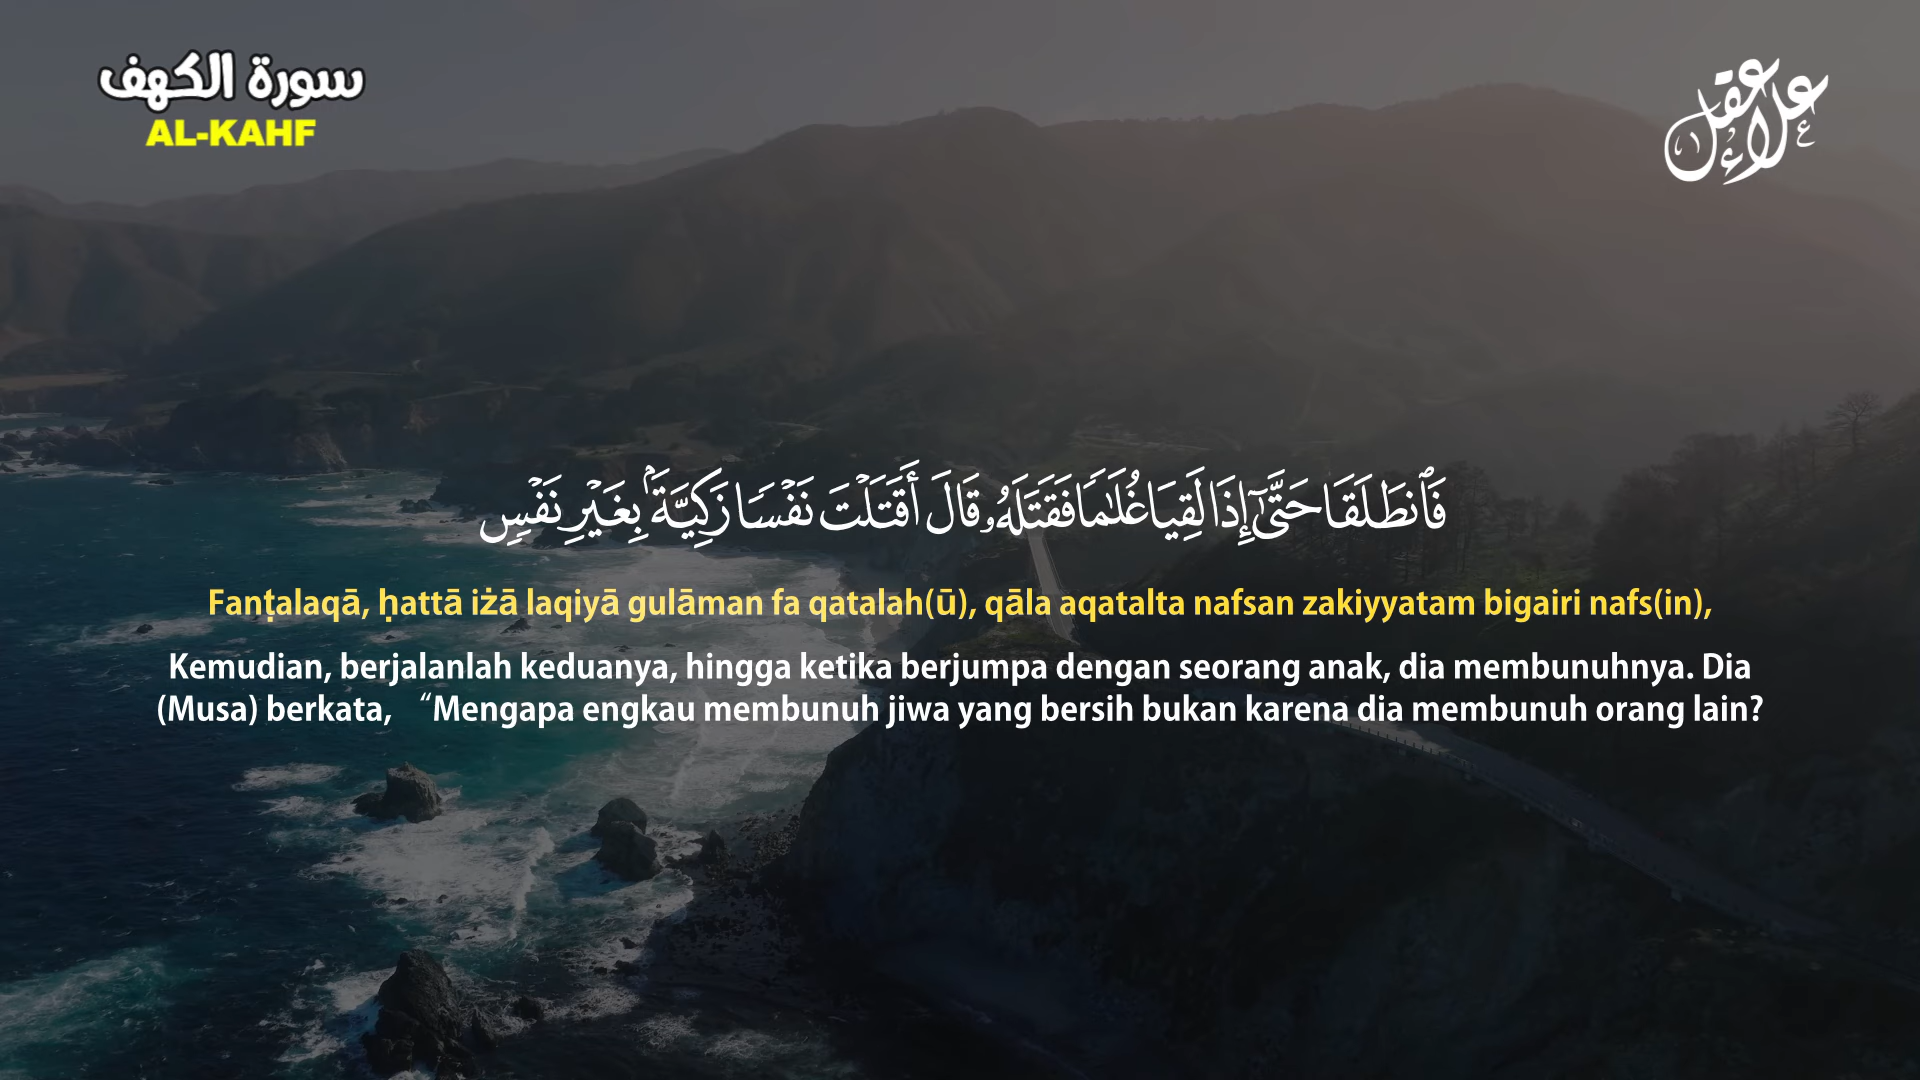 سورة الكهف
AL-KAHF
علاء عقل
فَٱنطَلَقَا حَتَّىٰٓ إِذَا لَقِيَا غُلَـٰمًا فَقَتَلَهُۥ قَالَ أَقَتَلْتَ نَفْسًا زَكِيَّةًۢ بِغَيْرِ نَفْسٍ
Fanṭalaqā, ḥattā iżā laqiyā gulāman fa qatalah(ū), qāla aqatalta nafsan zakiyyatam bigairi nafs(in),
Kemudian, berjalanlah keduanya, hingga ketika berjumpa dengan seorang anak, dia membunuhnya. Dia
(Musa) berkata, “Mengapa engkau membunuh jiwa yang bersih bukan karena dia membunuh orang lain?